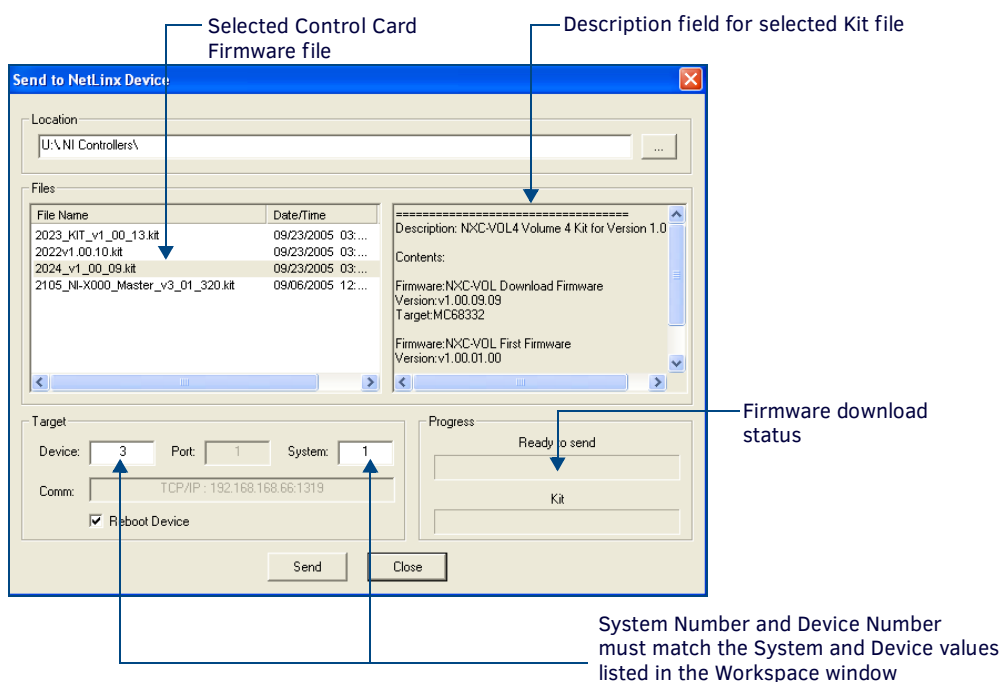 Selected Control Card
Firmware file
Description field for selected Kit file
Send to NetLinx Device
Location
U:\ NI Controllers\
...
Files
File Name Date/Time
2023_KIT_v1_00_13.kit 09/23/2005 03:...
2022v1.00.10.kit 09/23/2005 03:...
2024_v1_00_09.kit 09/23/2005 03:...
2105_NI-X000_Master_v3_01_320.kit 09/06/2005 12:...
===================================
Description: NXC-VOL4 Volume 4 Kit for Version 1.0
Contents:
Firmware:NXC-VOL Download Firmware
Version:v1.00.09.09
Target:MC68332
Firmware:NXC-VOL First Firmware
Version:v1.00.01.00
Target
Device: 3 Port: 1 System: 1
Comm: TCP/IP : 192.168.168.66:1319
Reboot Device
Progress
Ready to send
Kit
Firmware download
status
Send Close
System Number and Device Number
must match the System and Device values
listed in the Workspace window